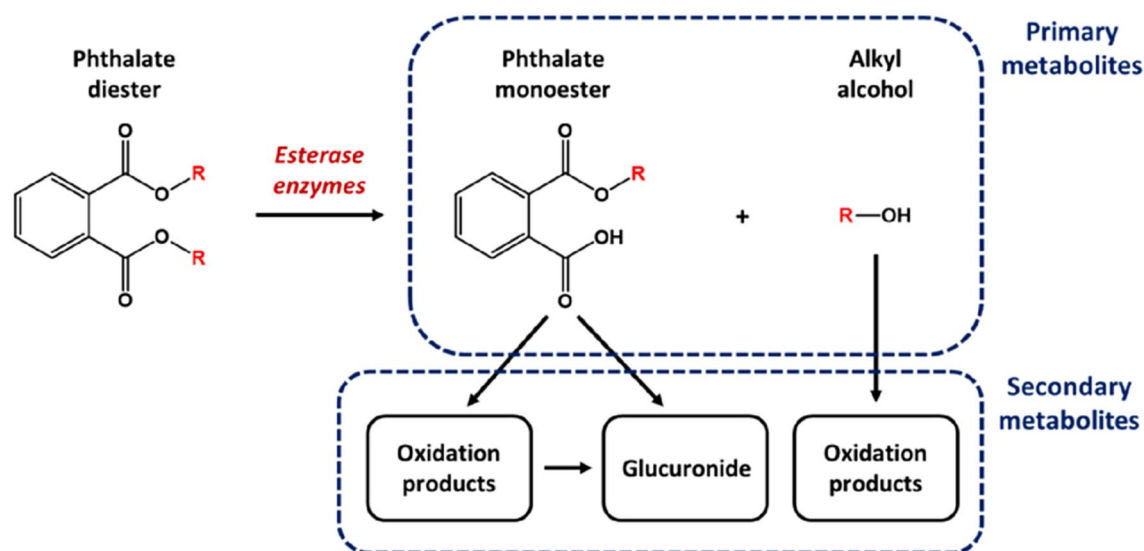 Primary
metabolites
Phthalate
diester
Phthalate
monoester
Alkyl
alcohol
O
O
R
O
R
O
Esterase
enzymes
O
O
R
OH
O
+
R—OH
Secondary
metabolites
Oxidation
products
Glucuronide
Oxidation
products